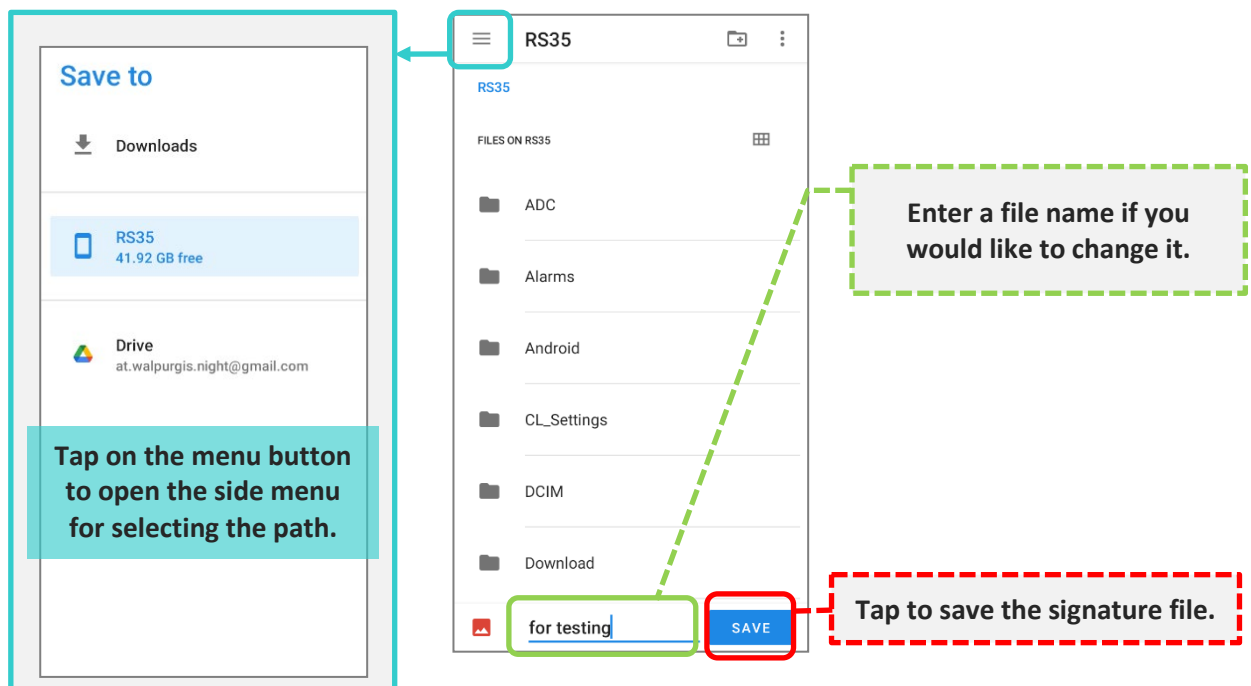 Save to
Downloads
RS35
41.92 GB free
Drive
at.walpurgis.night@gmail.com
Tap on the menu button
to open the side menu
for selecting the path.
RS35
RS35
FILES ON RS35
ADC
Alarms
Android
CL_Settings
DCIM
Download
for testing
SAVE
Enter a file name if you
would like to change it.
Tap to save the signature file.